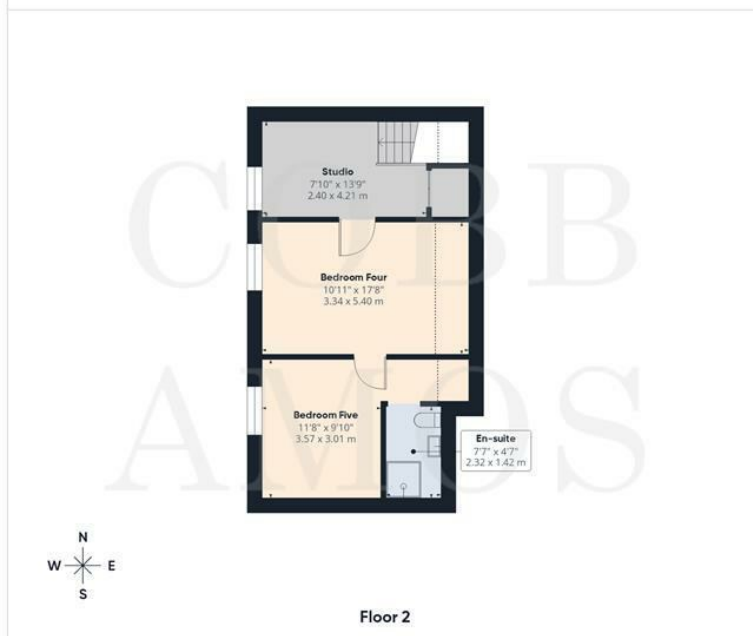 COBB
AMOS
Studio
7'10" x 13'9"
2.40 x 4.21 m
Bedroom Four
10'11" x 17'8"
3.34 x 5.40 m
Bedroom Five
11'8" x 9'10"
3.57 x 3.01 m
En-suite
7'7" x 4'7"
2.32 x 1.42 m
N
W E
S
Floor 2